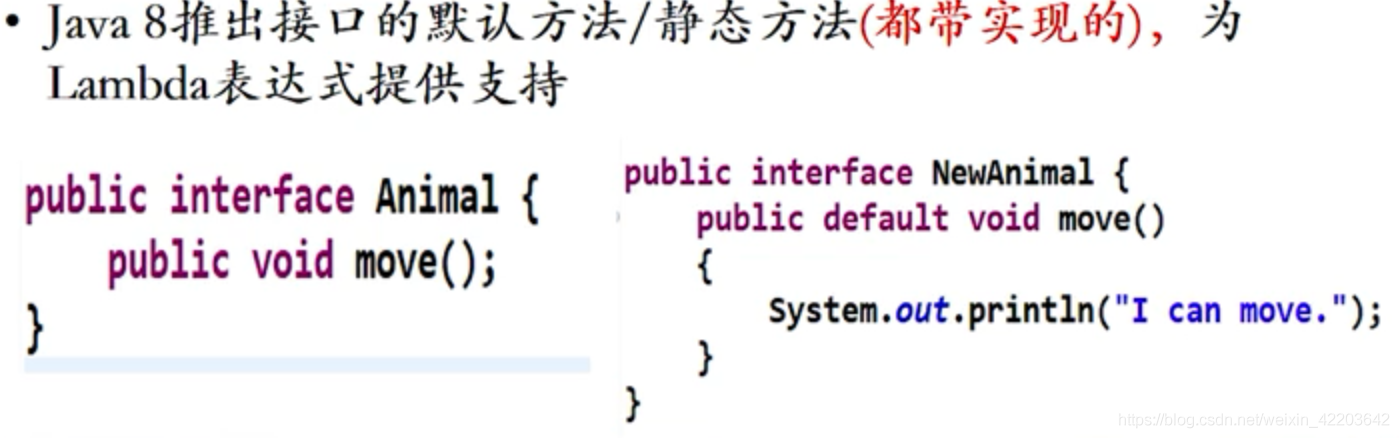 • Java 8推出接口的默认方法/静态方法(都带实现的)，为
Lambda表达式提供支持
public interface Animal {
public void move();
}
public interface NewAnimal {
public default void move()
{
System.out.println("I can move.");
}
}
https://blog.csdn.net/weixin_42203642